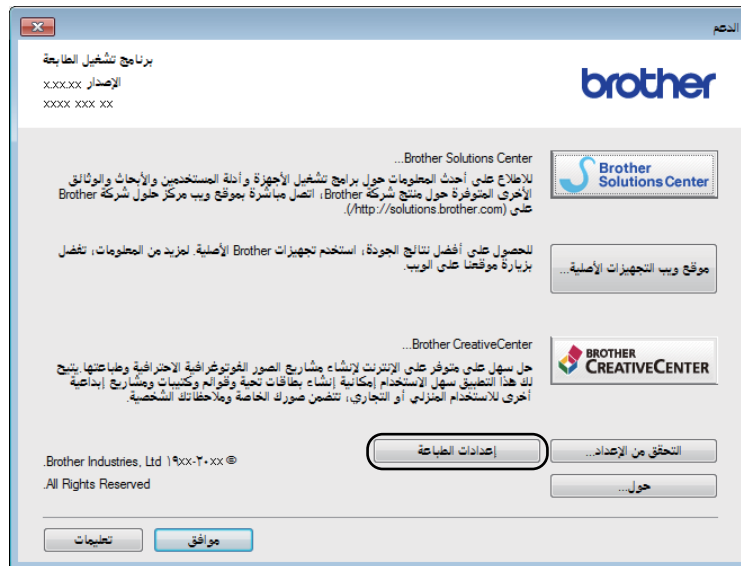 الدعم
برنامج تشغيل الطابعة
الإصدار x.xx.xx
xxxx xxx xx
brother
Brother Solutions Center...
Brother
Solutions Center
للاطلاع على أحدث المعلومات حول برامج تشغيل الأجهزة و أدلة المستخدمين والأبحاث والوثائق
الأخرى المتوفرة حول منتج شركة Brother، اتصل مباشرة بموقع ويب مركز حلول شركة Brother
على (http://solutions.brother.com/).
للحصول على أفضل نتائج الجودة، استخدم تجهيزات Brother الأصلية. لمزيد من المعلومات، تفضل
بزيارة موقعنا على الويب.
موقع ويب التجهيزات الأصلية...
Brother CreativeCenter...
BROTHER
CREATIVECENTER
حل سهل على متوفر على الإنترنت لإنشاء مشاريع الصور الفوتوغرافية الاحترافية وطباعتها.يتيح
لك هذا التطبيق سهل الاستخدام إمكانية إنشاء بطاقات تحية وقوالم وكتيبات ومشاريع إبداعية
أخرى للاستخدام المنزلي أو التجاري، تتضمن صورك الخاصة وملاحظاتك الشخصية.
التحقق من الإعداد...
إعدادات الطباعة
© ١٩xx-٢٠xx Brother Industries, Ltd.
All Rights Reserved.
حول...
موافق
تعليمات